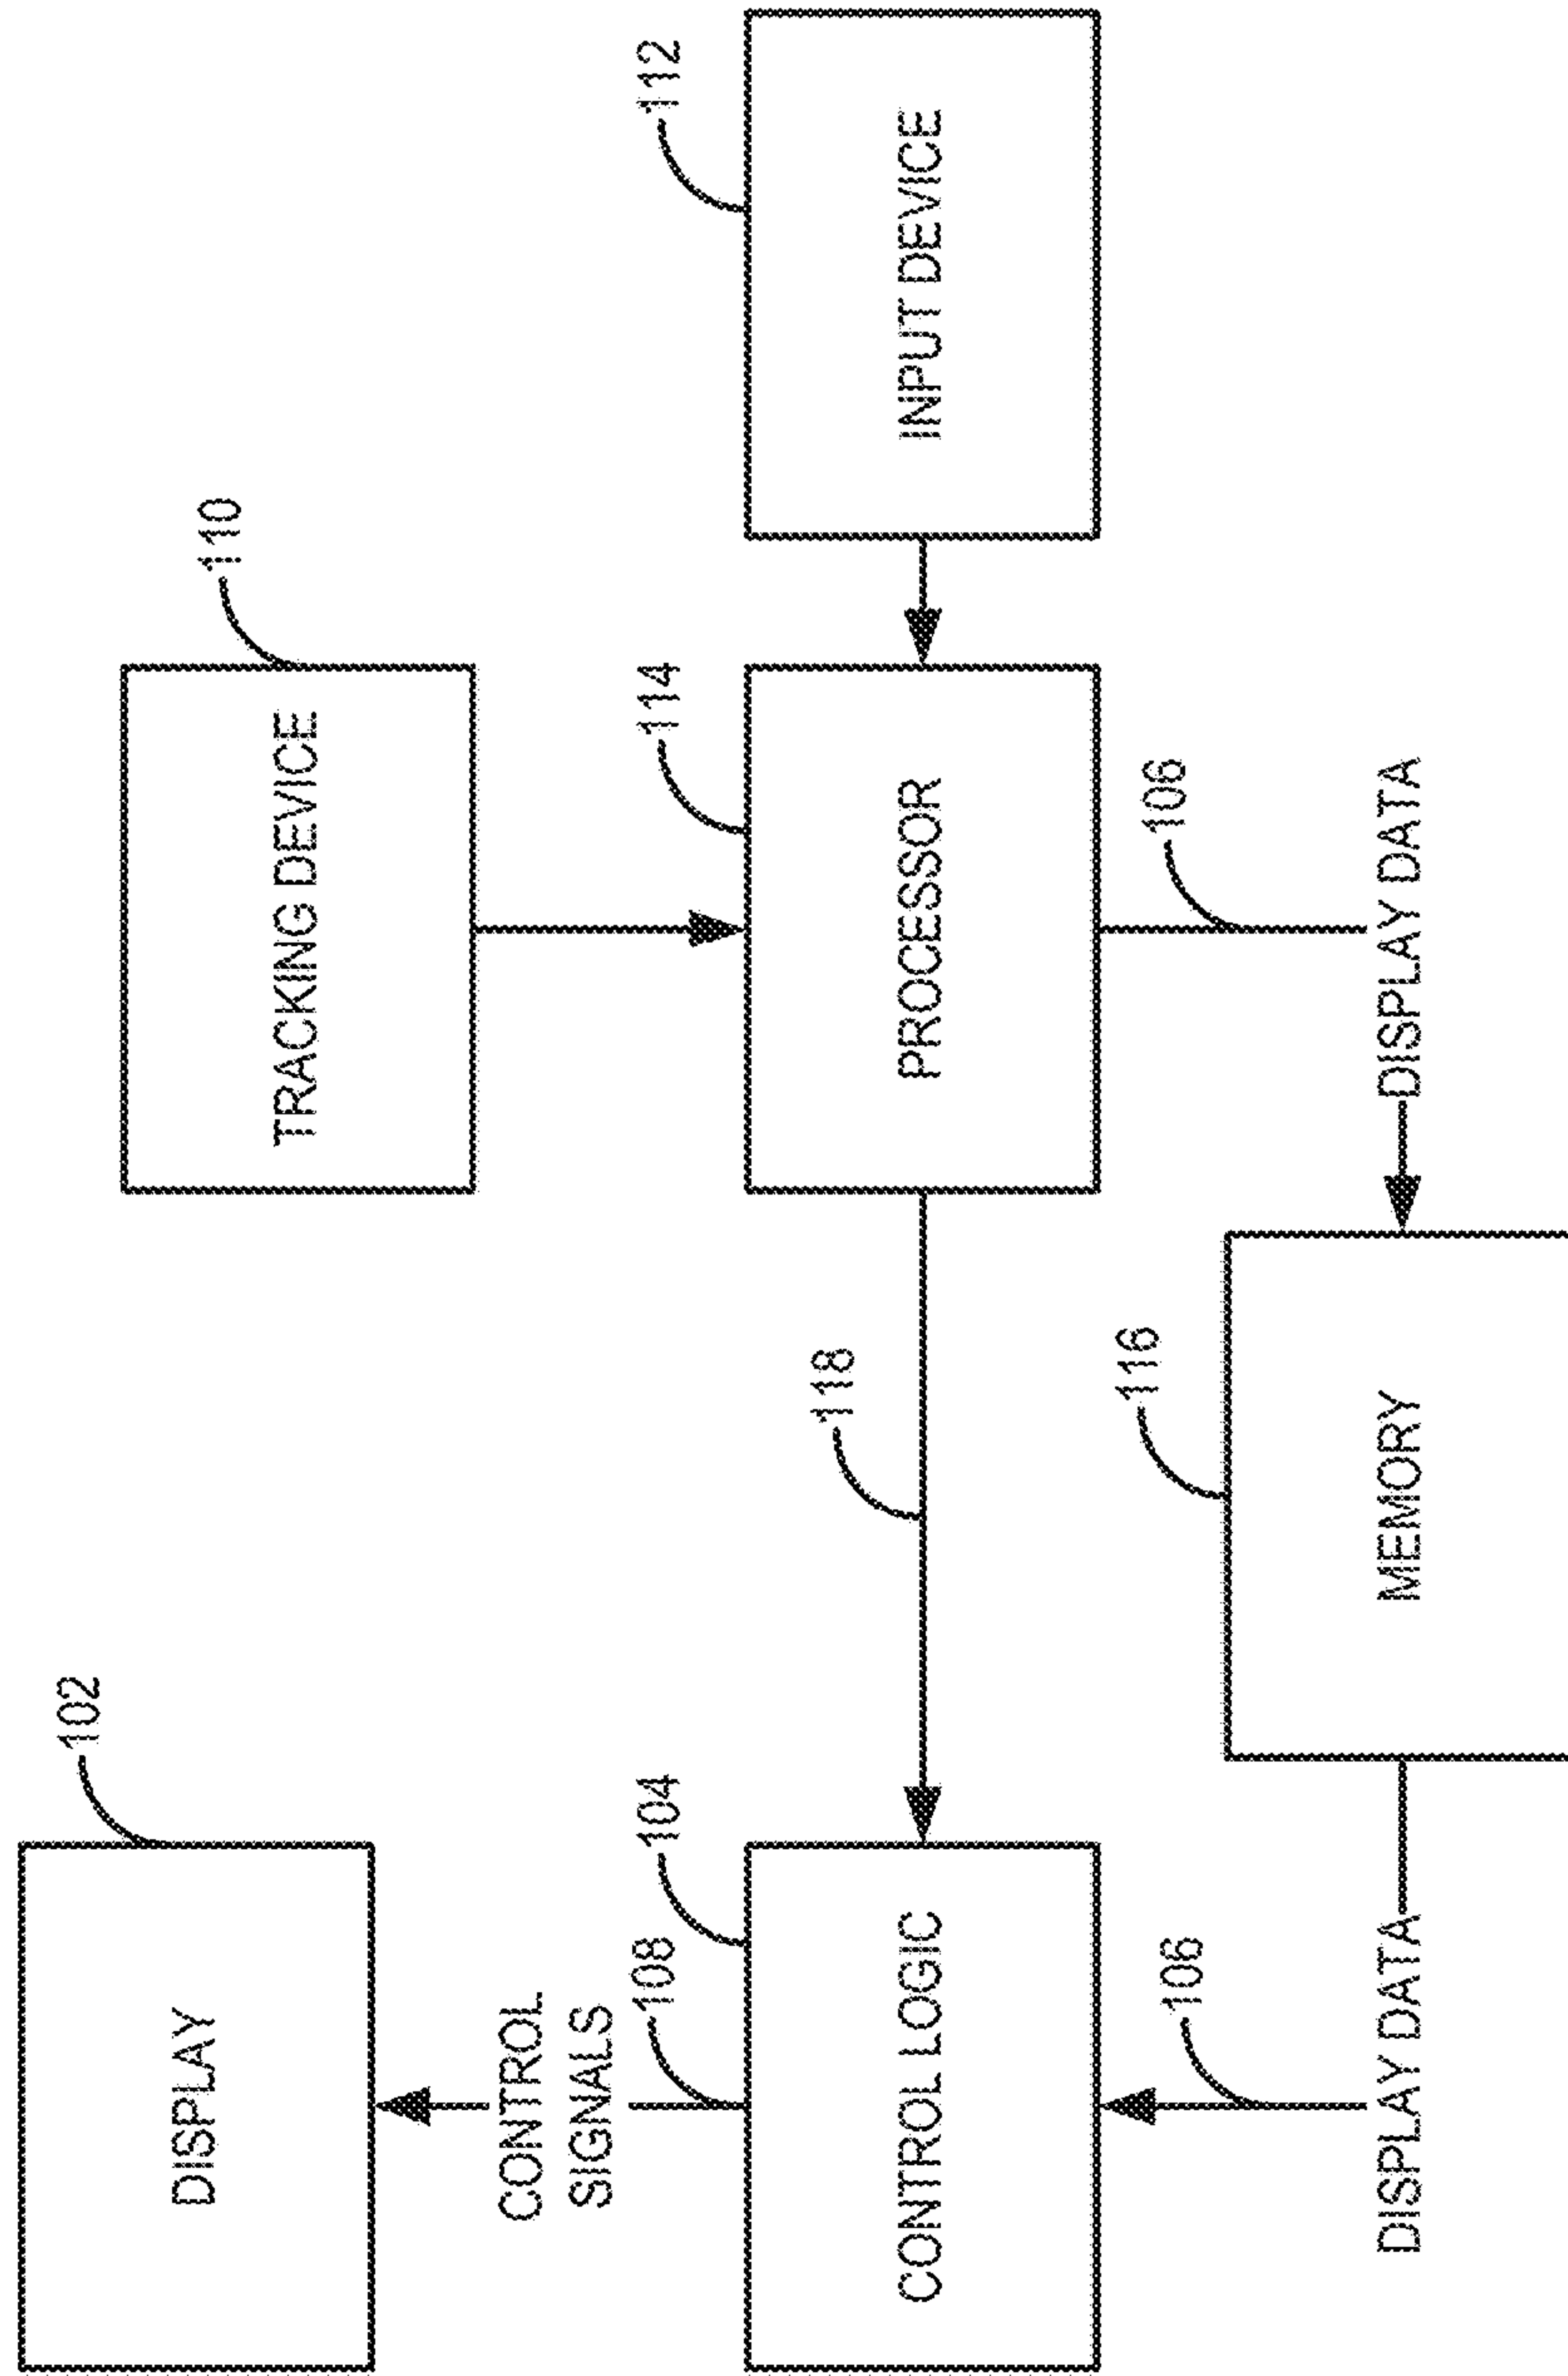 102
DISPLAY
CONTROL
SIGNALS
108
104
CONTROL LOGIC
106
DISPLAY DATA
118
116
MEMORY
110
TRACKING DEVICE
114
PROCESSOR
106
DISPLAY DATA
112
INPUT DEVICE